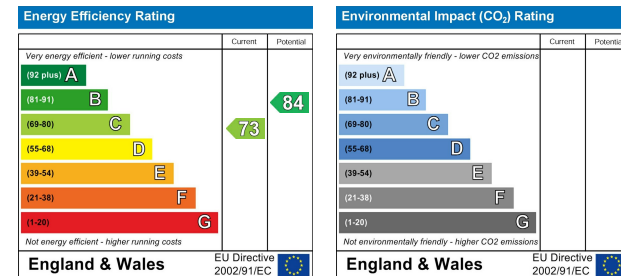 Energy Efficiency Rating
Current Potential
Very energy efficient - lower running costs
(92 plus) A
(81-91) B
84
(69-80) C
73
(55-68) D
(39-54) E
(21-38) F
(1-20) G
Not energy efficient - higher running costs
England & Wales
EU Directive
2002/91/EC
Environmental Impact (CO₂) Rating
Current Potentia
Very environmentally friendly - lower CO2 emissions
(92 plus) A
(81-91) B
(69-80) C
(55-68) D
(39-54) E
(21-38) F
(1-20) G
Not environmentally friendly - higher CO2 emissions
England & Wales
EU Directive
2002/91/EC